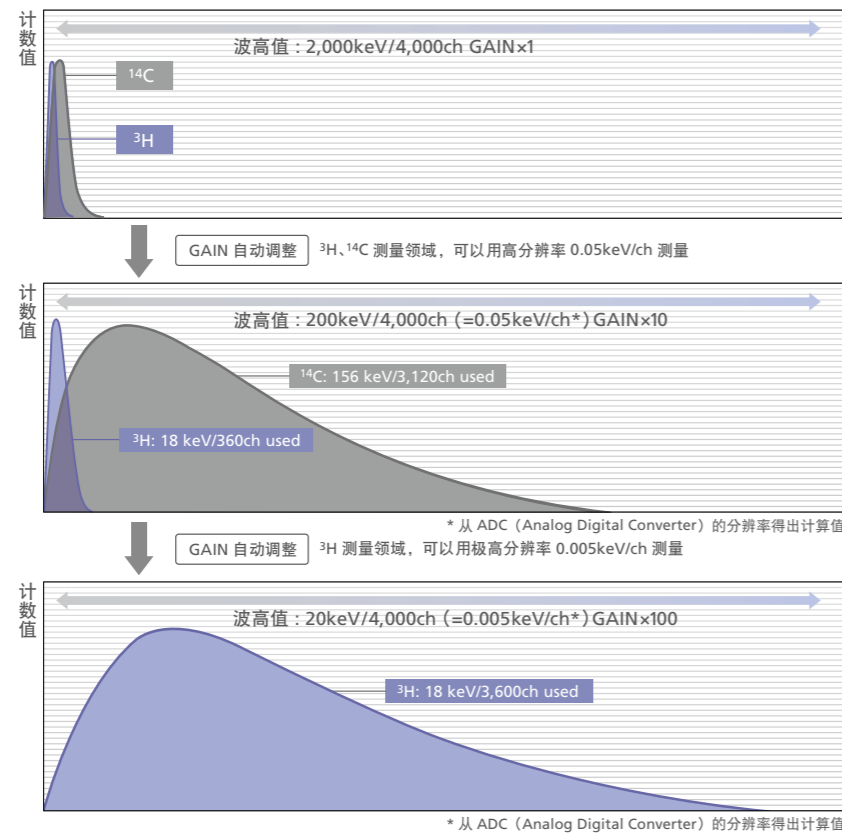 计数值
波高值：2,000keV/4,000ch GAIN×1
¹⁴C
³H
GAIN 自动调整
³H、¹⁴C 测量领域，可以用高分辨率 0.05keV/ch 测量
计数值
波高值：200keV/4,000ch（=0.05keV/ch*）GAIN×10
¹⁴C: 156 keV/3,120ch used
³H: 18 keV/360ch used
* 从 ADC（Analog Digital Converter）的分辨率得出计算值
GAIN 自动调整
³H 测量领域，可以用极高分辨率 0.005keV/ch 测量
计数值
波高值：20keV/4,000ch（=0.005keV/ch*）GAIN×100
³H: 18 keV/3,600ch used
* 从 ADC（Analog Digital Converter）的分辨率得出计算值